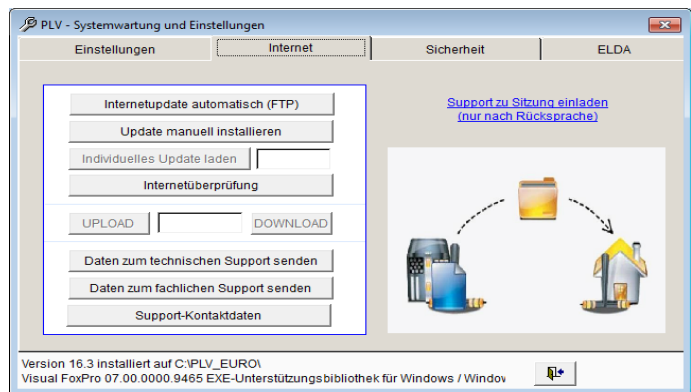 PLV - Systemwartung und Einstellungen
Einstellungen
Internet
Sicherheit
ELDA
Internetupdate automatisch (FTP)
Update manuell installieren
Individuelles Update laden
Internetüberprüfung
UPLOAD
DOWNLOAD
Daten zum technischen Support senden
Daten zum fachlichen Support senden
Support-Kontaktdaten
Support zu Sitzung einladen
(nur nach Rücksprache)
Version 16.3 installiert auf C:\PLV_EURO\
Visual FoxPro 07.00.0000.9465 EXE-Unterstützungsbibliothek für Windows / Window